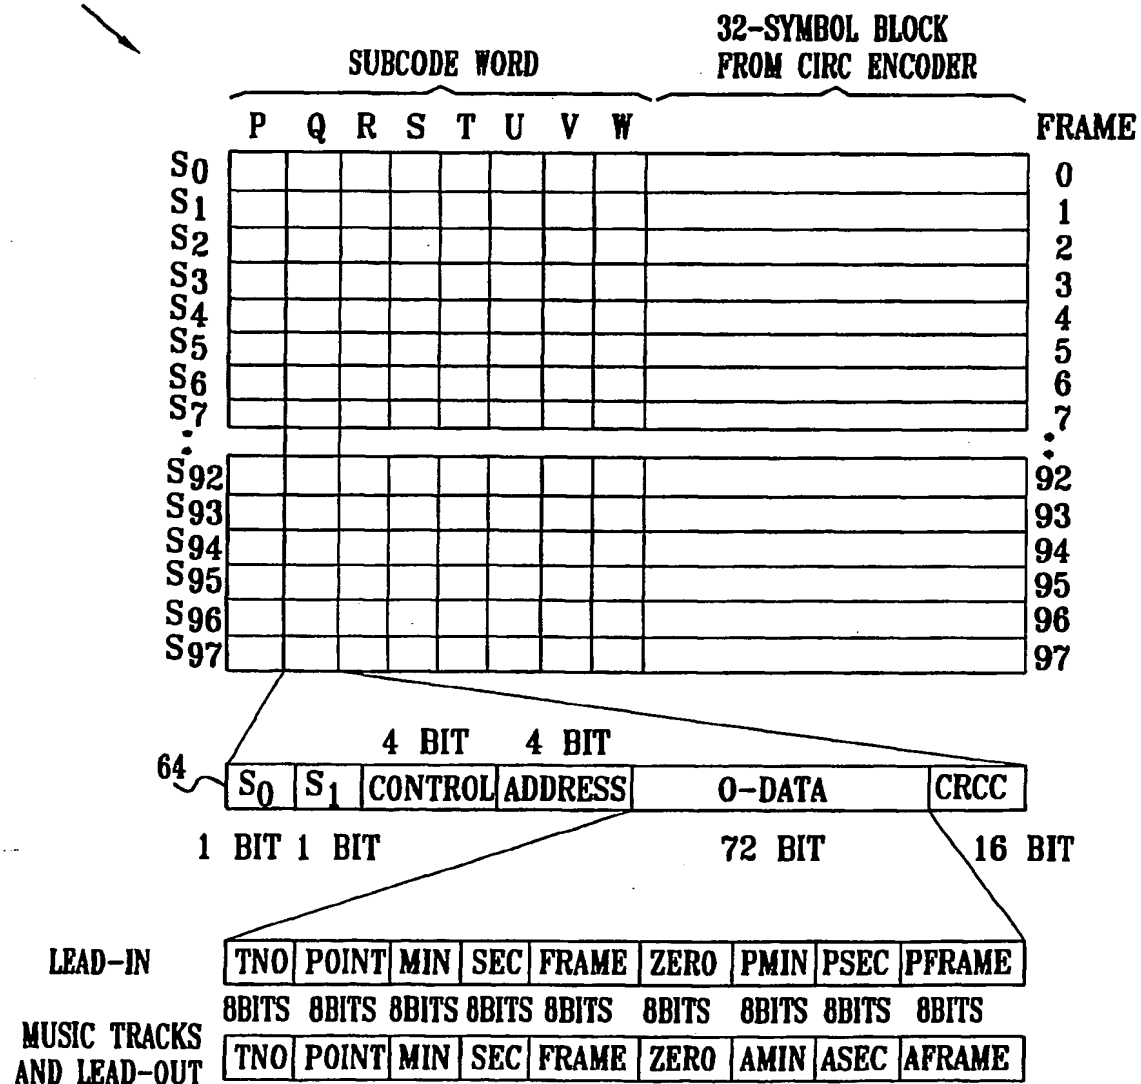 SUBCODE WORD
32-SYMBOL BLOCK
FROM CIRC ENCODER
P Q R S T U V W FRAME
S0 0
S1 1
S2 2
S3 3
S4 4
S5 5
S6 6
S7 7
S92 92
S93 93
S94 94
S95 95
S96 96
S97 97
4 BIT 4 BIT
64 S0 S1 CONTROL ADDRESS O-DATA CRCC
1 BIT 1 BIT 72 BIT 16 BIT
LEAD-IN TNO POINT MIN SEC FRAME ZERO PMIN PSEC PFRAME
8BITS 8BITS 8BITS 8BITS 8BITS 8BITS 8BITS 8BITS 8BITS
MUSIC TRACKS
AND LEAD-OUT TNO POINT MIN SEC FRAME ZERO AMIN ASEC AFRAME